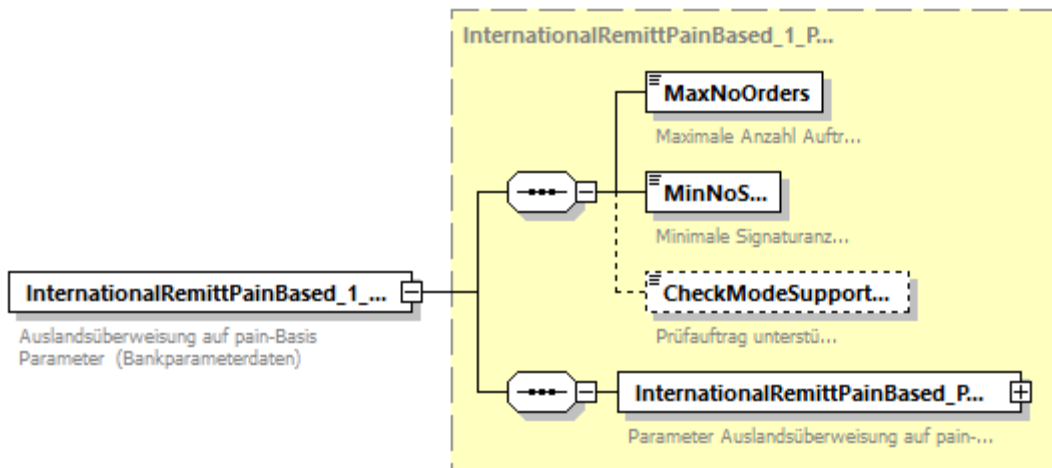 InternationalRemittPainBased_1_P...
MaxNoOrders
Maximale Anzahl Auftr...
MinNoS...
Minimale Signaturanz...
InternationalRemittPainBased_1_...
Auslandsüberweisung auf pain-Basis
Parameter (Bankparameterdaten)
CheckModeSupport...
Prüfauftrag unterstü...
InternationalRemittPainBased_P...
Parameter Auslandsüberweisung auf pain-...